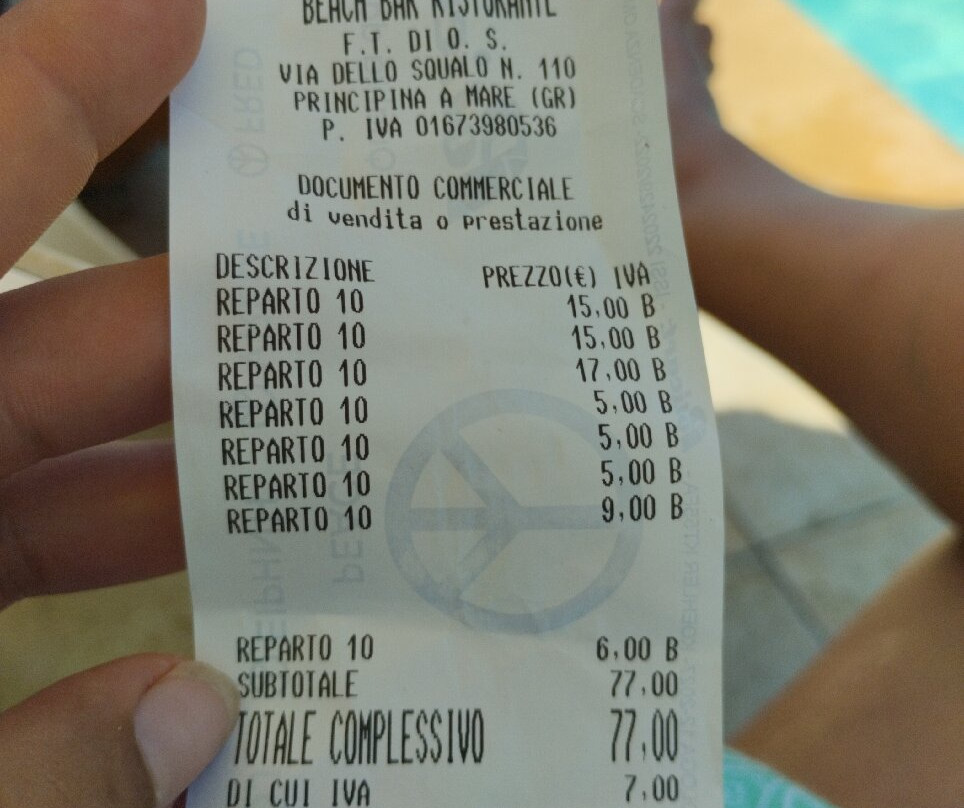 BEACH BAR RISTORANTE
F.T. DI O. S.
VIA DELLO SQUALO N. 110
PRINCIPINA A MARE (GR)
P. IVA 01673980536
DOCUMENTO COMMERCIALE
di vendita o prestazione
DESCRIZIONE PREZZO(€) IVA
REPARTO 10 15,00 B
REPARTO 10 15,00 B
REPARTO 10 17,00 B
REPARTO 10 5,00 B
REPARTO 10 5,00 B
REPARTO 10 5,00 B
REPARTO 10 9,00 B
REPARTO 10 6,00 B
SUBTOTALE 77,00
TOTALE COMPLESSIVO 77,00
DI CUI IVA 7,00